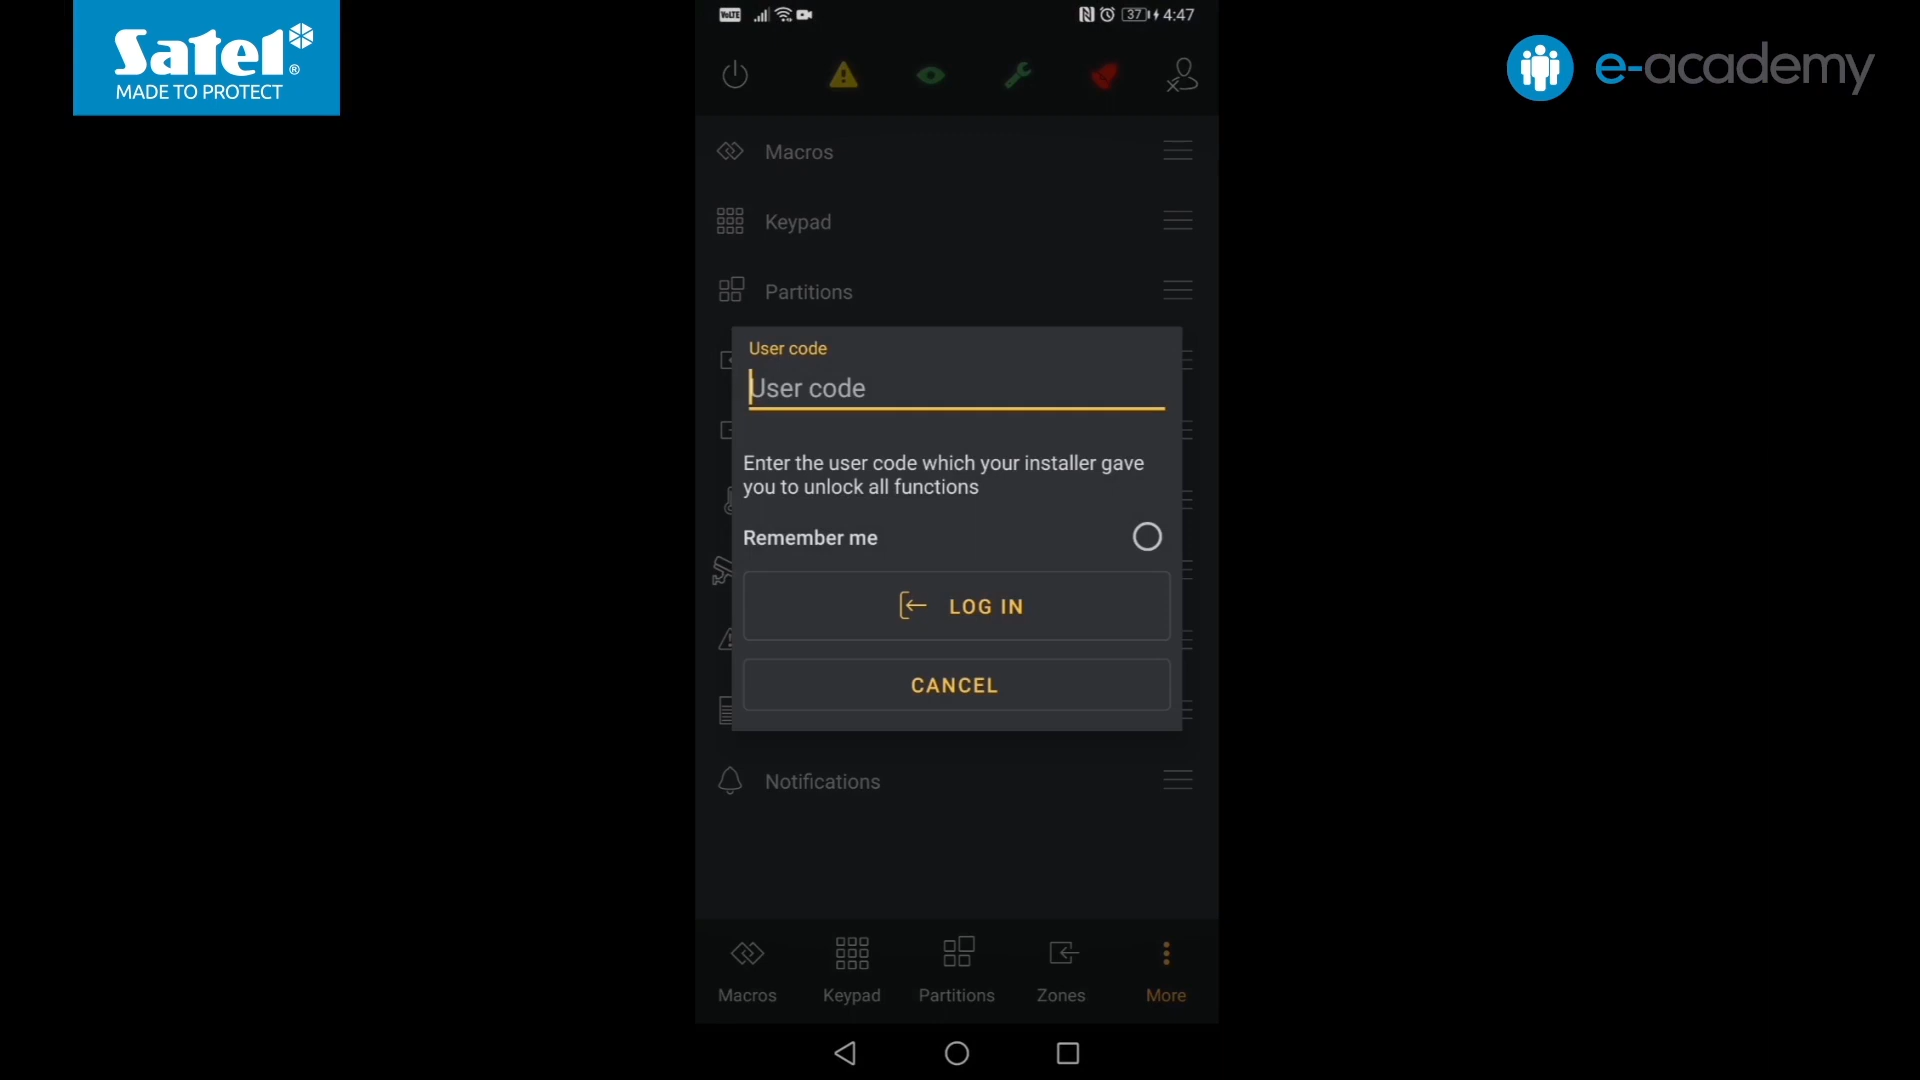 Satel®
MADE TO PROTECT
e-academy
VoLTE
37 4:47
Macros
Keypad
Partitions
User code
User code
Enter the user code which your installer gave
you to unlock all functions
Remember me
LOG IN
CANCEL
Notifications
Macros
Keypad
Partitions
Zones
More